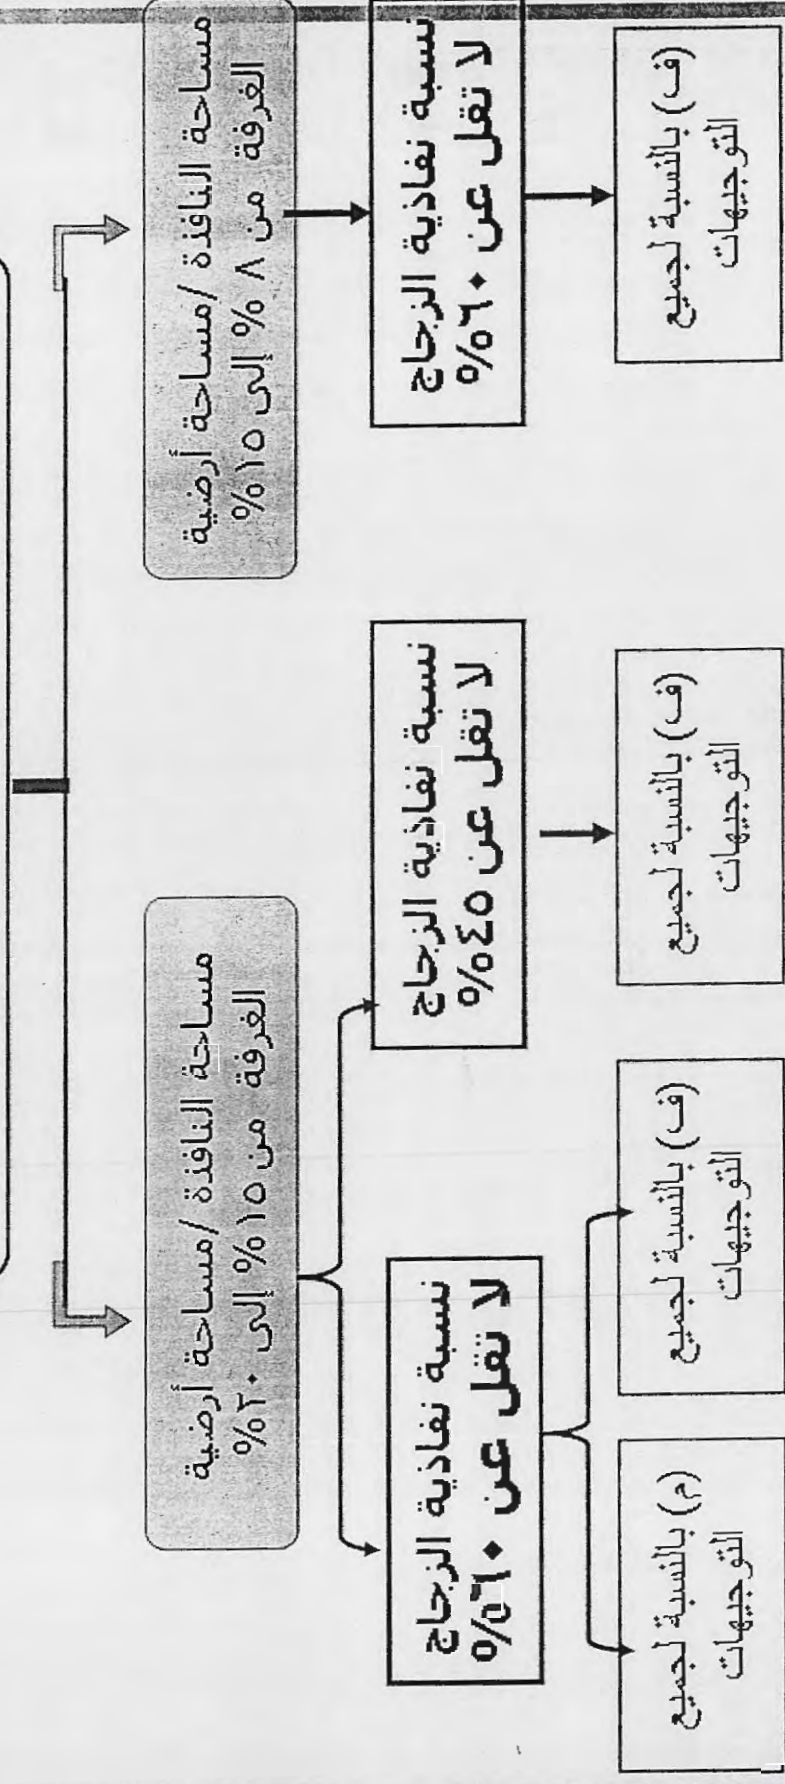 مساحة النافذة /مساحة أرضية
الغرفة من ٨ % إلى ١٥%
نسبة نفاذية الزجاج
لا تقل عن ٦٠%
(ف) بالنسبة لجميع
التوجيهات
مساحة النافذة /مساحة أرضية
الغرفة من ١٥% إلى ٢٠%
نسبة نفاذية الزجاج
لا تقل عن ٤٥%
(ف) بالنسبة لجميع
التوجيهات
نسبة نفاذية الزجاج
لا تقل عن ٦٠%
(ف) بالنسبة لجميع
التوجيهات
(م) بالنسبة لجميع
التوجيهات